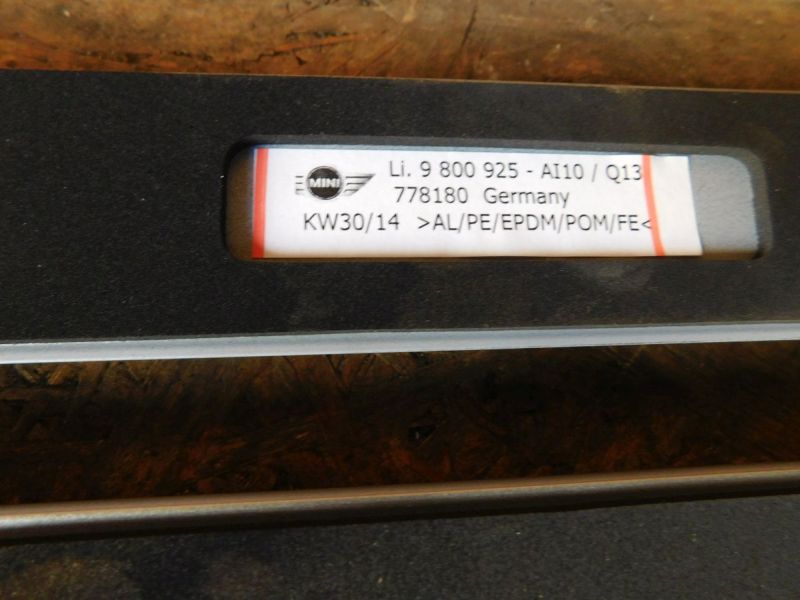 MINI
Li. 9 800 925 - AI10 / Q13
778180 Germany
KW30/14 >AL/PE/EPDM/POM/FE<